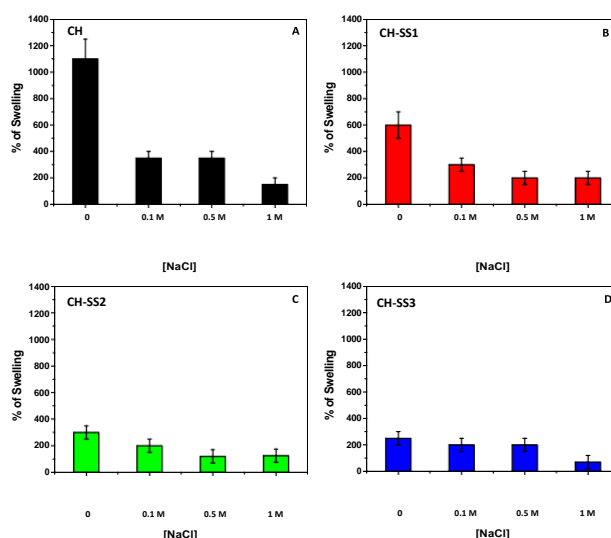 CH
A
1400
1200
1000
800
600
400
200
0
% of Swelling
0 0.1 M 0.5 M 1 M
[NaCl]
CH-SS1
B
1400
1200
1000
800
600
400
200
0
% of Swelling
0 0.1 M 0.5 M 1 M
[NaCl]
CH-SS2
C
1400
1200
1000
800
600
400
200
0
% of Swelling
0 0.1 M 0.5 M 1 M
[NaCl]
CH-SS3
D
1400
1200
1000
800
600
400
200
0
% of Swelling
0 0.1 M 0.5 M 1 M
[NaCl]